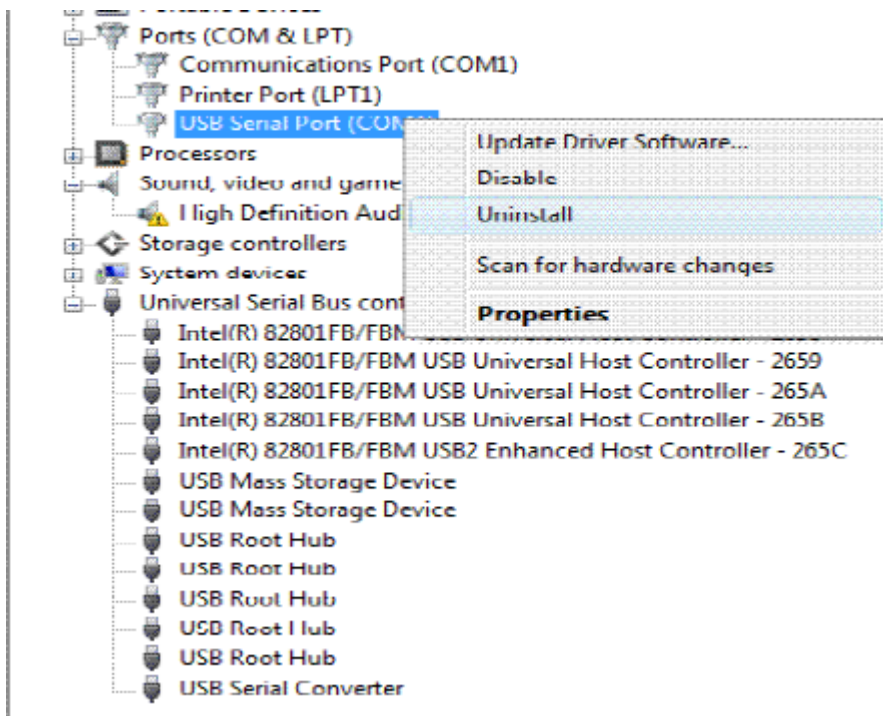 Ports (COM & LPT)
Communications Port (COM1)
Printer Port (LPT1)
USB Serial Port (COM
Update Driver Software...
Disable
Uninstall
Scan for hardware changes
Properties
Processors
Sound, video and game
High Definition Aud
Storage controllers
System devices
Universal Serial Bus cont
Intel(R) 82801FB/FBM
Intel(R) 82801FB/FBM USB Universal Host Controller - 2659
Intel(R) 82801FB/FBM USB Universal Host Controller - 265A
Intel(R) 82801FB/FBM USB Universal Host Controller - 265B
Intel(R) 82801FB/FBM USB2 Enhanced Host Controller - 265C
USB Mass Storage Device
USB Mass Storage Device
USB Root Hub
USB Root Hub
USB Root Hub
USB Root Hub
USB Root Hub
USB Serial Converter